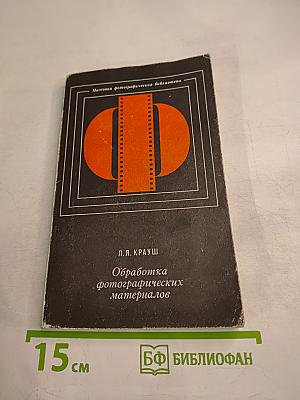 Массовая фотографическая библиотека
Л.Я. КРАУШ
Обработка
фотографических
материалов
15 см
БФ БИБЛИОФАН